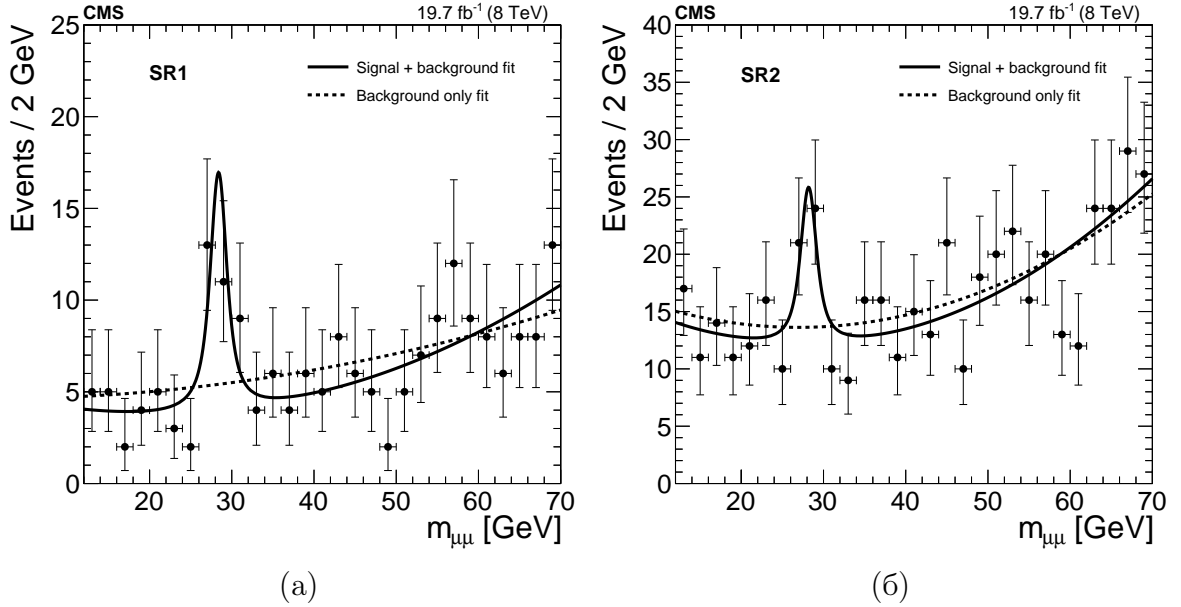 CMS 19.7 fb⁻¹ (8 TeV)
Events / 2 GeV
25
20
15
10
5
0
SR1
Signal + background fit
Background only fit
20 30 40 50 60 70
m_μμ [GeV]
(а)
CMS 19.7 fb⁻¹ (8 TeV)
Events / 2 GeV
40
35
30
25
20
15
10
5
0
SR2
Signal + background fit
Background only fit
20 30 40 50 60 70
m_μμ [GeV]
(б)